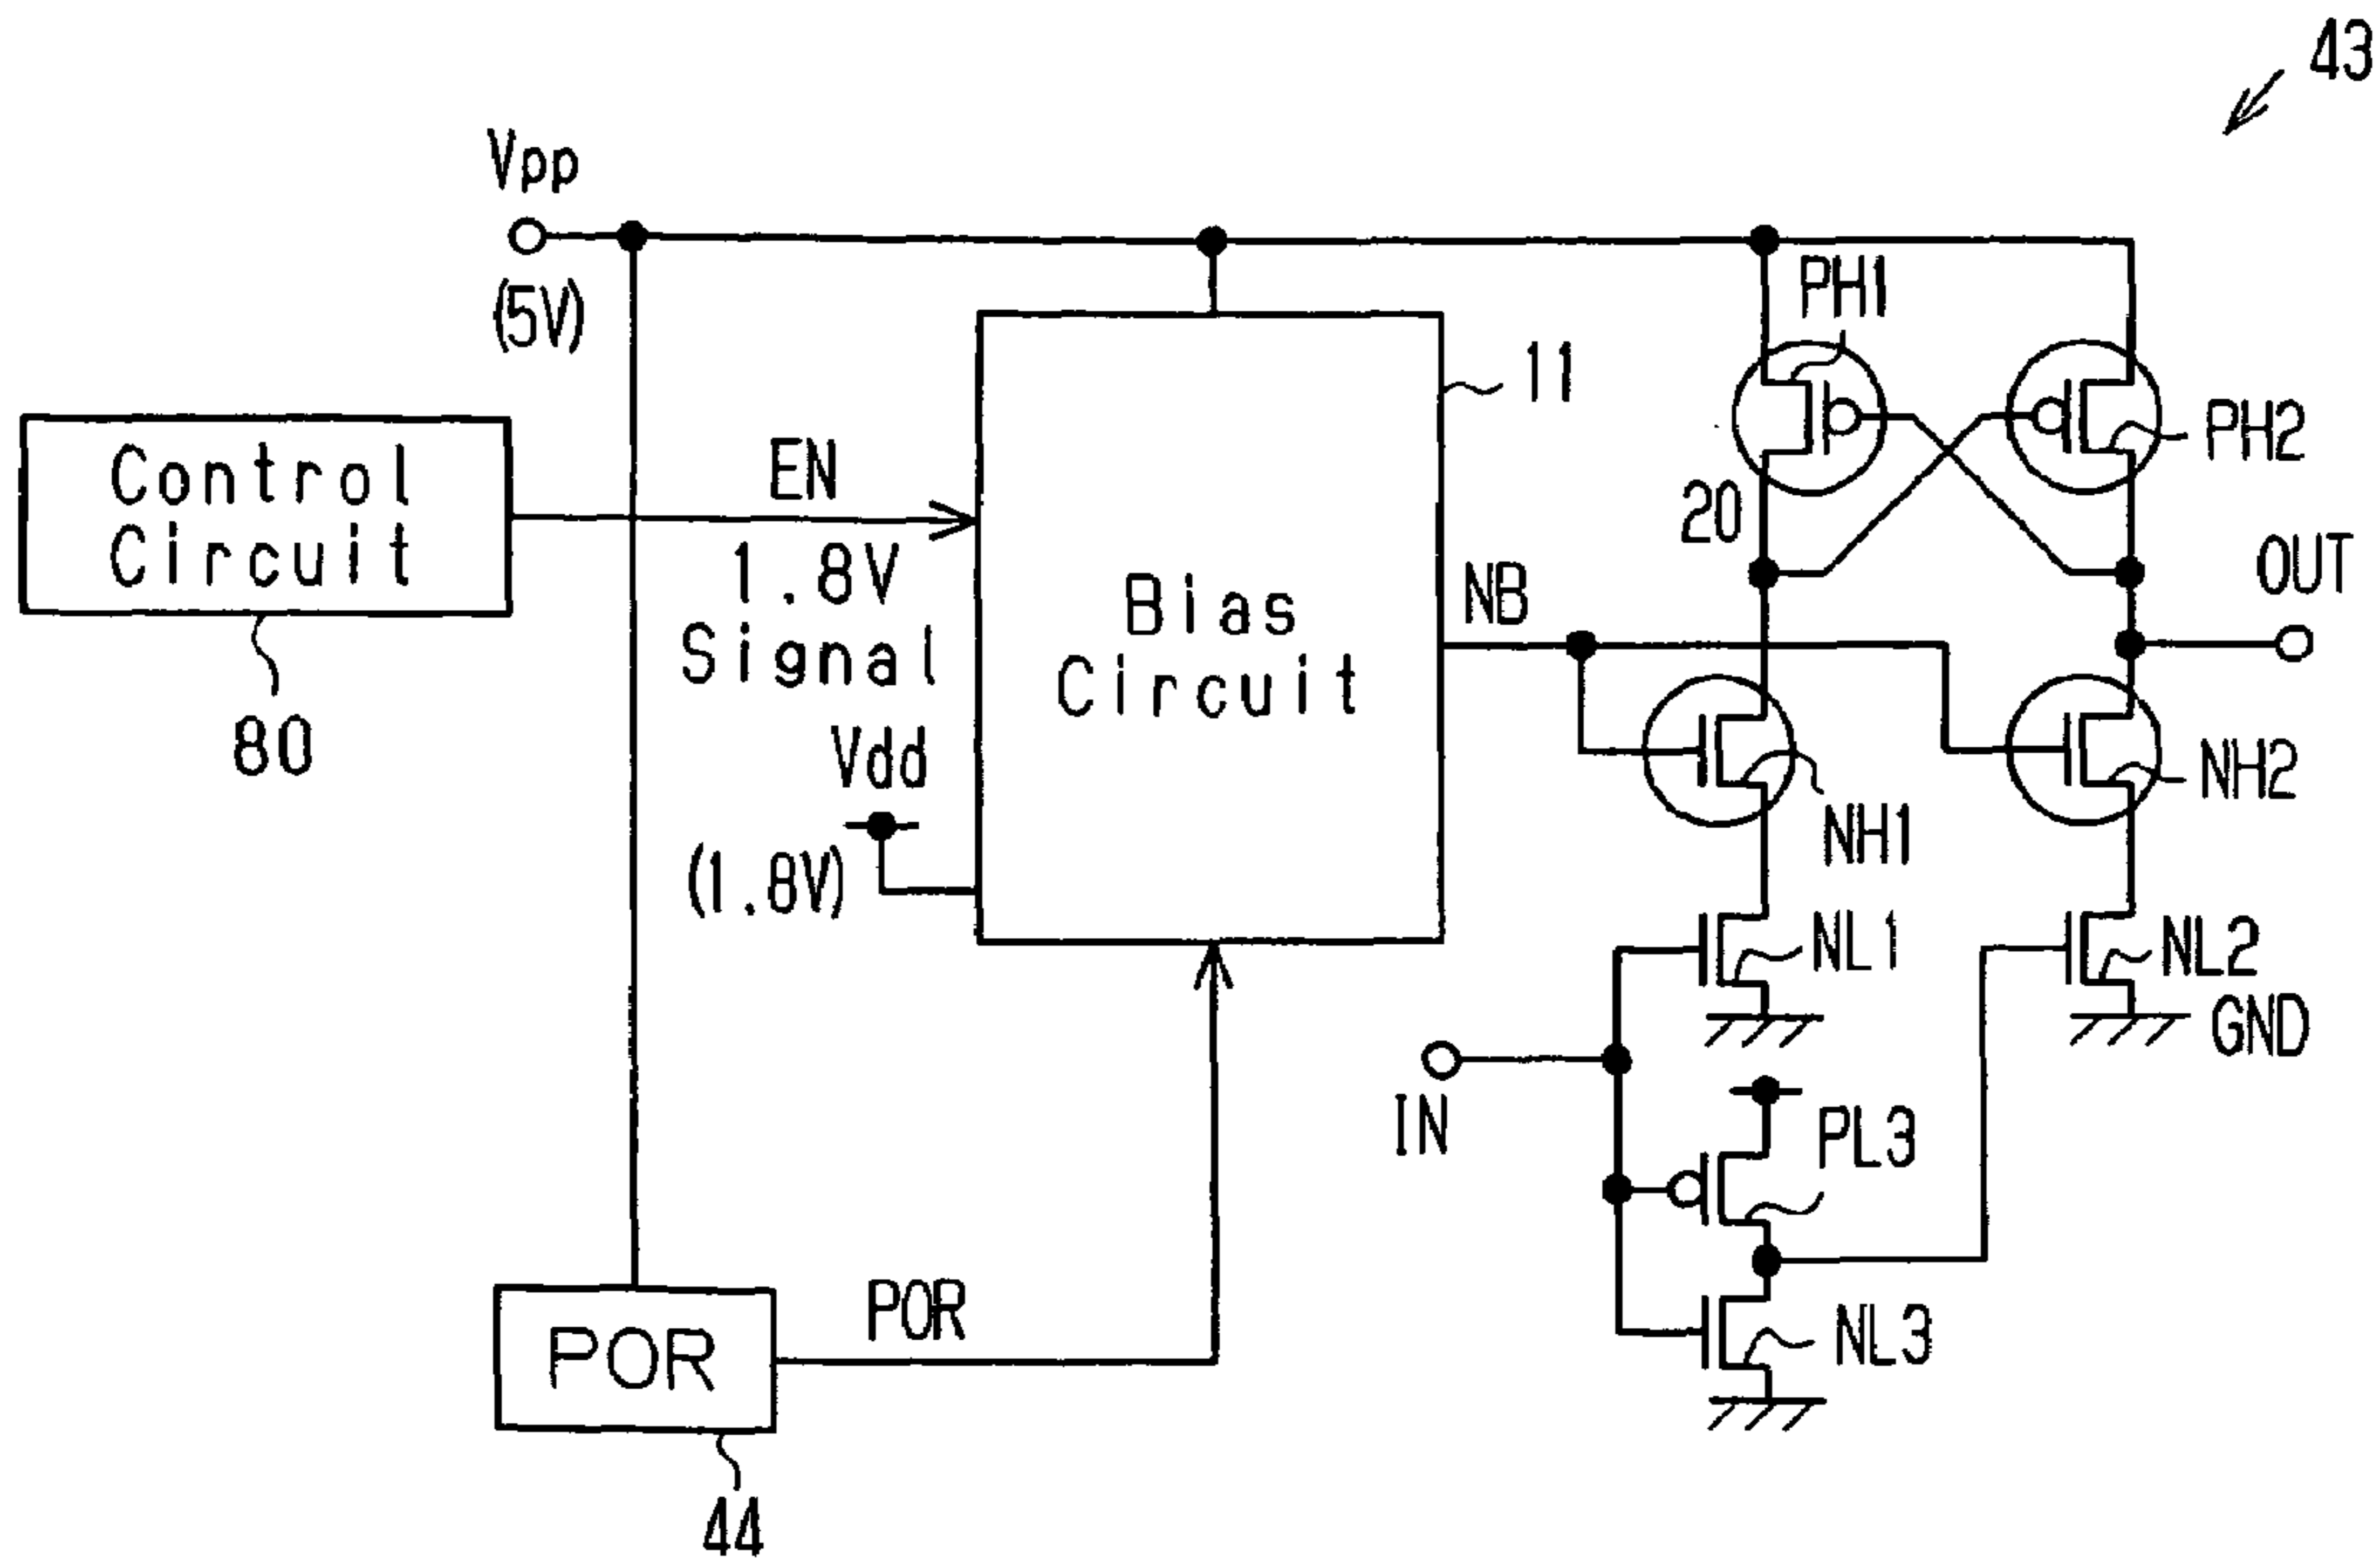 43
Vpp
(5V)
PH1
11
Control
Circuit
EN
1.8V
Signal
PH2
20
OUT
NB
Bias
Circuit
80
Vdd
(1.8V)
NH1
NH2
NL1
NL2
GND
IN
PL3
POR
POR
NL3
44